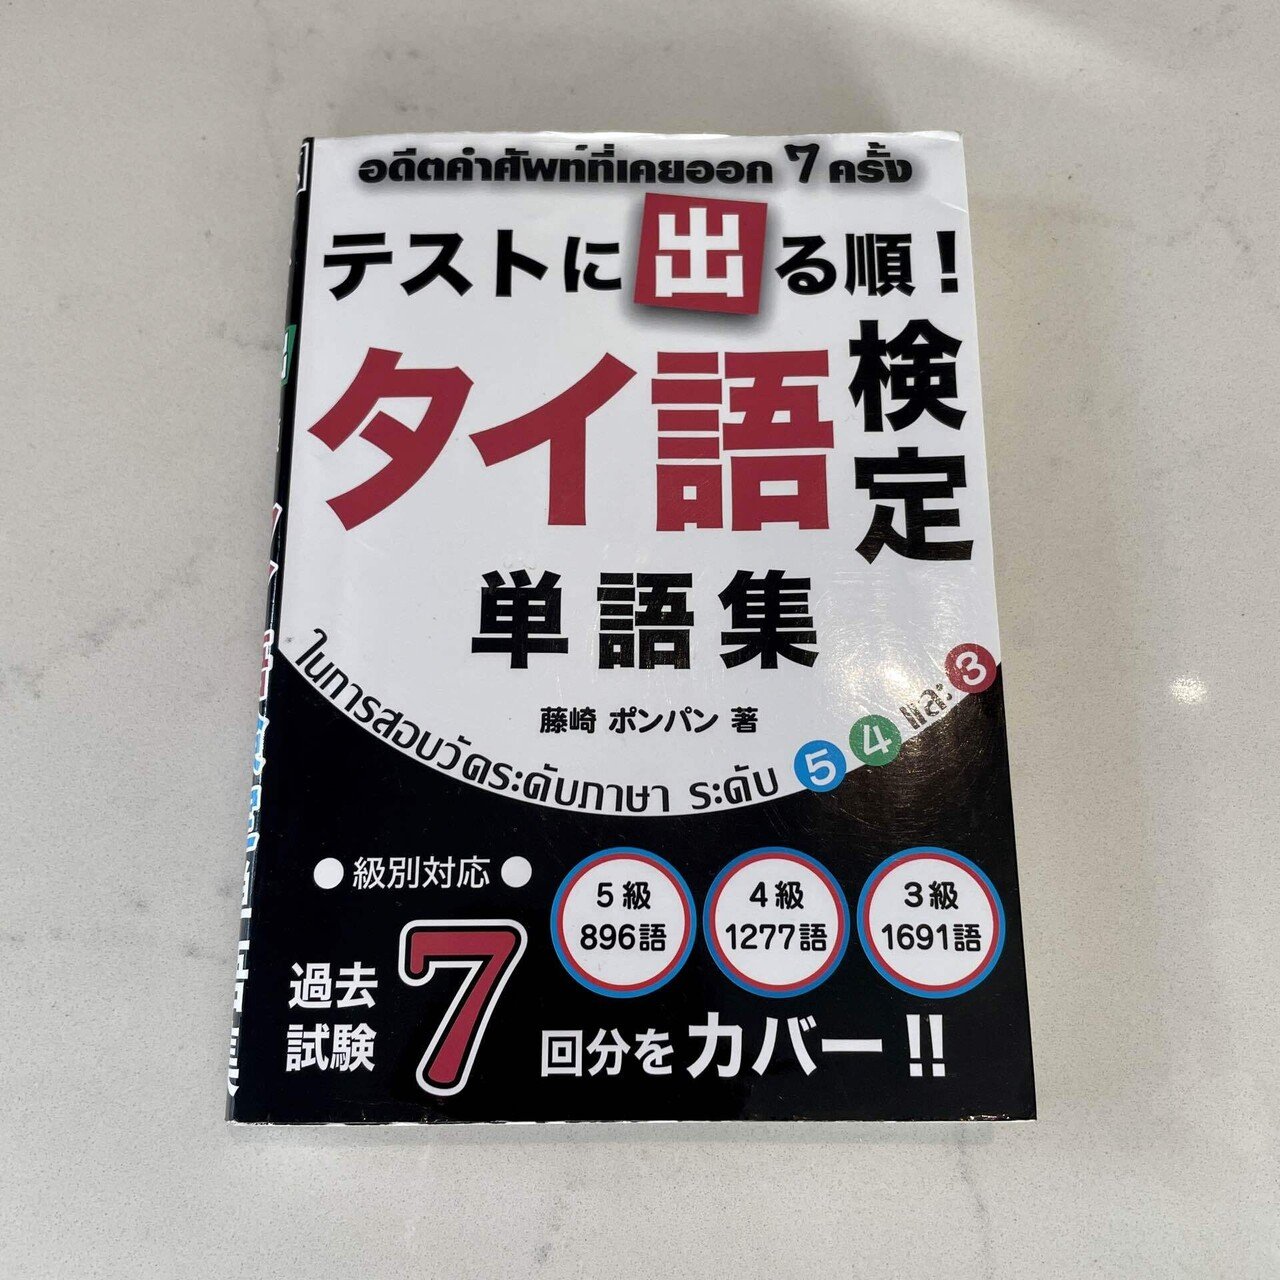 อดีตคำศัพท์ที่เคยออก 7 ครั้ง
テストに出る順!
タイ語
検定
単語集
藤崎 ポンパン 著
ในการสอบวัดระดับภาษา ระดับ 5 4 และ 3
●級別対応●
5級
896語
4級
1277語
3級
1691語
過去
試験
7
回分をカバー!!